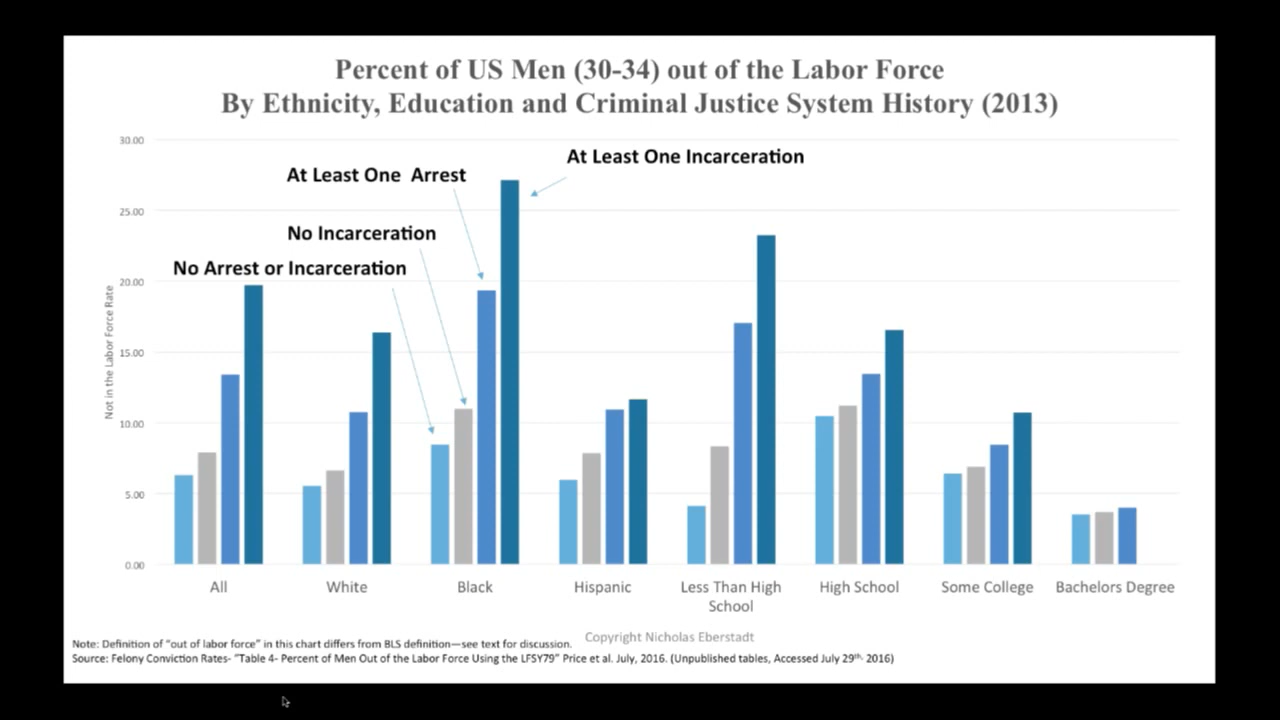 Percent of US Men (30-34) out of the Labor Force
By Ethnicity, Education and Criminal Justice System History (2013)
30.00
25.00
20.00
15.00
10.00
5.00
0.00
Not in the Labor Force Rate
At Least One Incarceration
At Least One Arrest
No Incarceration
No Arrest or Incarceration
All
White
Black
Hispanic
Less Than High
School
High School
Some College
Bachelors Degree
Copyright Nicholas Eberstadt
Note: Definition of "out of labor force" in this chart differs from BLS definition—see text for discussion.
Source: Felony Conviction Rates- "Table 4- Percent of Men Out of the Labor Force Using the LFSY79" Price et al. July, 2016. (Unpublished tables, Accessed July 29th, 2016)